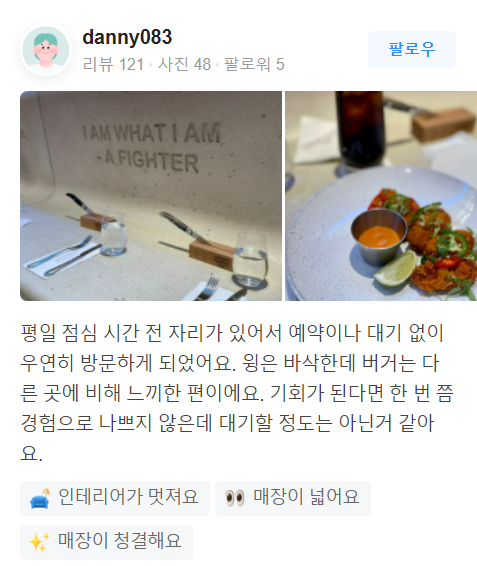 danny083
리뷰 121 · 사진 48 · 팔로워 5
팔로우
I AM WHAT I AM
- A FIGHTER
평일 점심 시간 전 자리가 있어서 예약이나 대기 없이
우연히 방문하게 되었어요. 윙은 바삭한데 버거는 다
른 곳에 비해 느끼한 편이에요. 기회가 된다면 한 번 쯤
경험으로 나쁘지 않은데 대기할 정도는 아닌거 같아
요.
인테리어가 멋져요
매장이 넓어요
매장이 청결해요